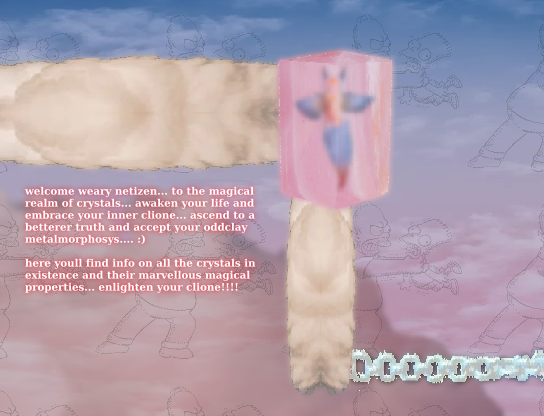 welcome weary netizen... to the magical
realm of crystals... awaken your life and
embrace your inner clione... ascend to a
betterer truth and accept your oddclay
metalmorphosys.... :)
here youll find info on all the crystals in
existence and their marvellous magical
properties... enlighten your clione!!!!